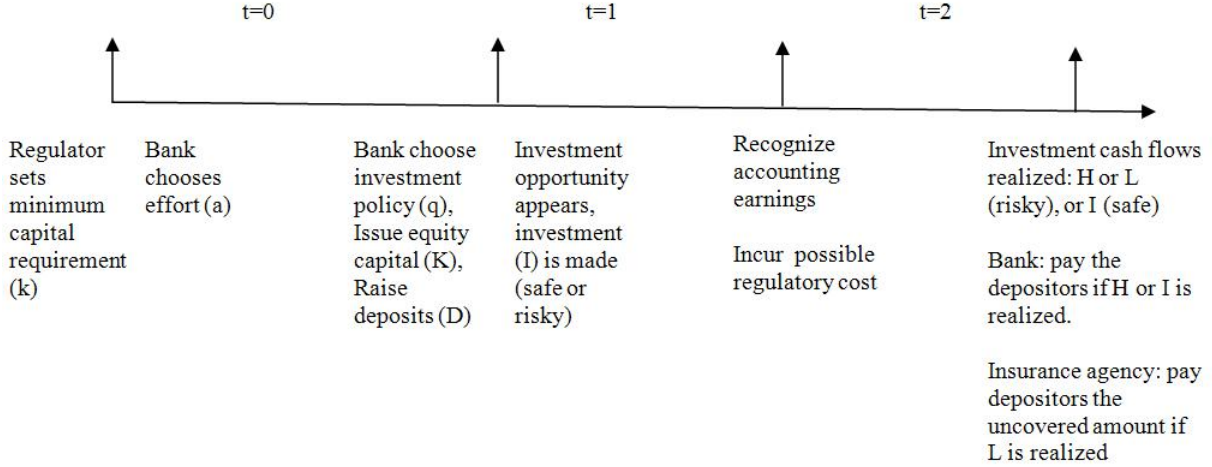 t=0
t=1
t=2
Regulator
sets
minimum
capital
requirement
(k)
Bank
chooses
effort (a)
Bank choose
investment
policy (q),
Issue equity
capital (K),
Raise
deposits (D)
Investment
opportunity
appears,
investment
(I) is made
(safe or
risky)
Recognize
accounting
earnings
Incur possible
regulatory cost
Investment cash flows
realized: H or L
(risky), or I (safe)
Bank: pay the
depositors if H or I is
realized.
Insurance agency: pay
depositors the
uncovered amount if
L is realized